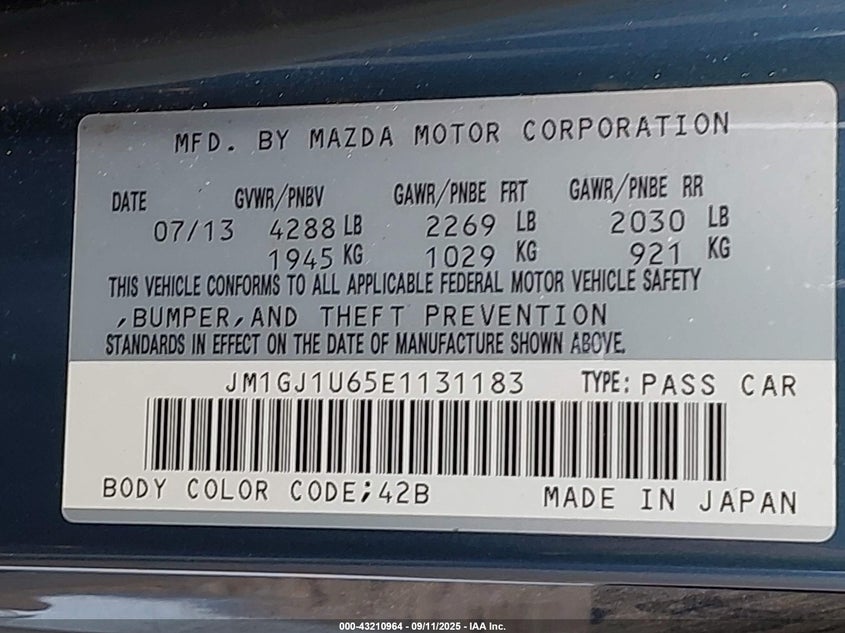 MFD. BY MAZDA MOTOR CORPORATION
DATE GVWR/PNBV GAWR/PNBE FRT GAWR/PNBE RR
07/13 4288 LB 2269 LB 2030 LB
1945 KG 1029 KG 921 KG
THIS VEHICLE CONFORMS TO ALL APPLICABLE FEDERAL MOTOR VEHICLE SAFETY
,BUMPER,AND THEFT PREVENTION
STANDARDS IN EFFECT ON THE DATE OF MANUFACTURE SHOWN ABOVE.
JM1GJ1U65E1131183 TYPE: PASS CAR
BODY COLOR CODE;42B MADE IN JAPAN
000-43210964 - 09/11/2025 - IAA Inc.